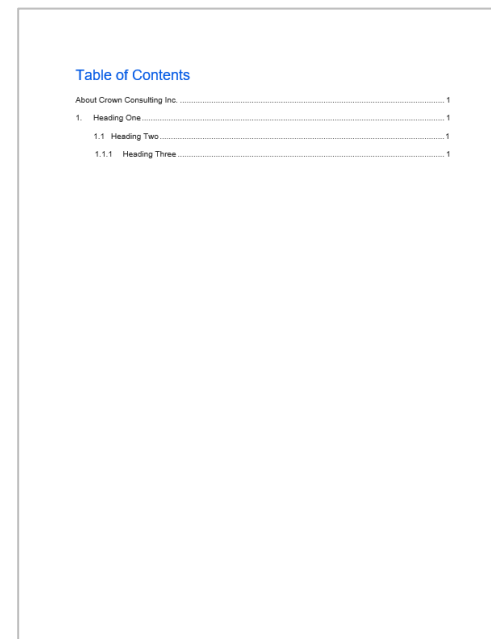 Table of Contents
About Crown Consulting Inc. ........................................................................................................ 1
1. Heading One ........................................................................................................ 1
1.1 Heading Two ........................................................................................................ 1
1.1.1 Heading Three ........................................................................................................ 1